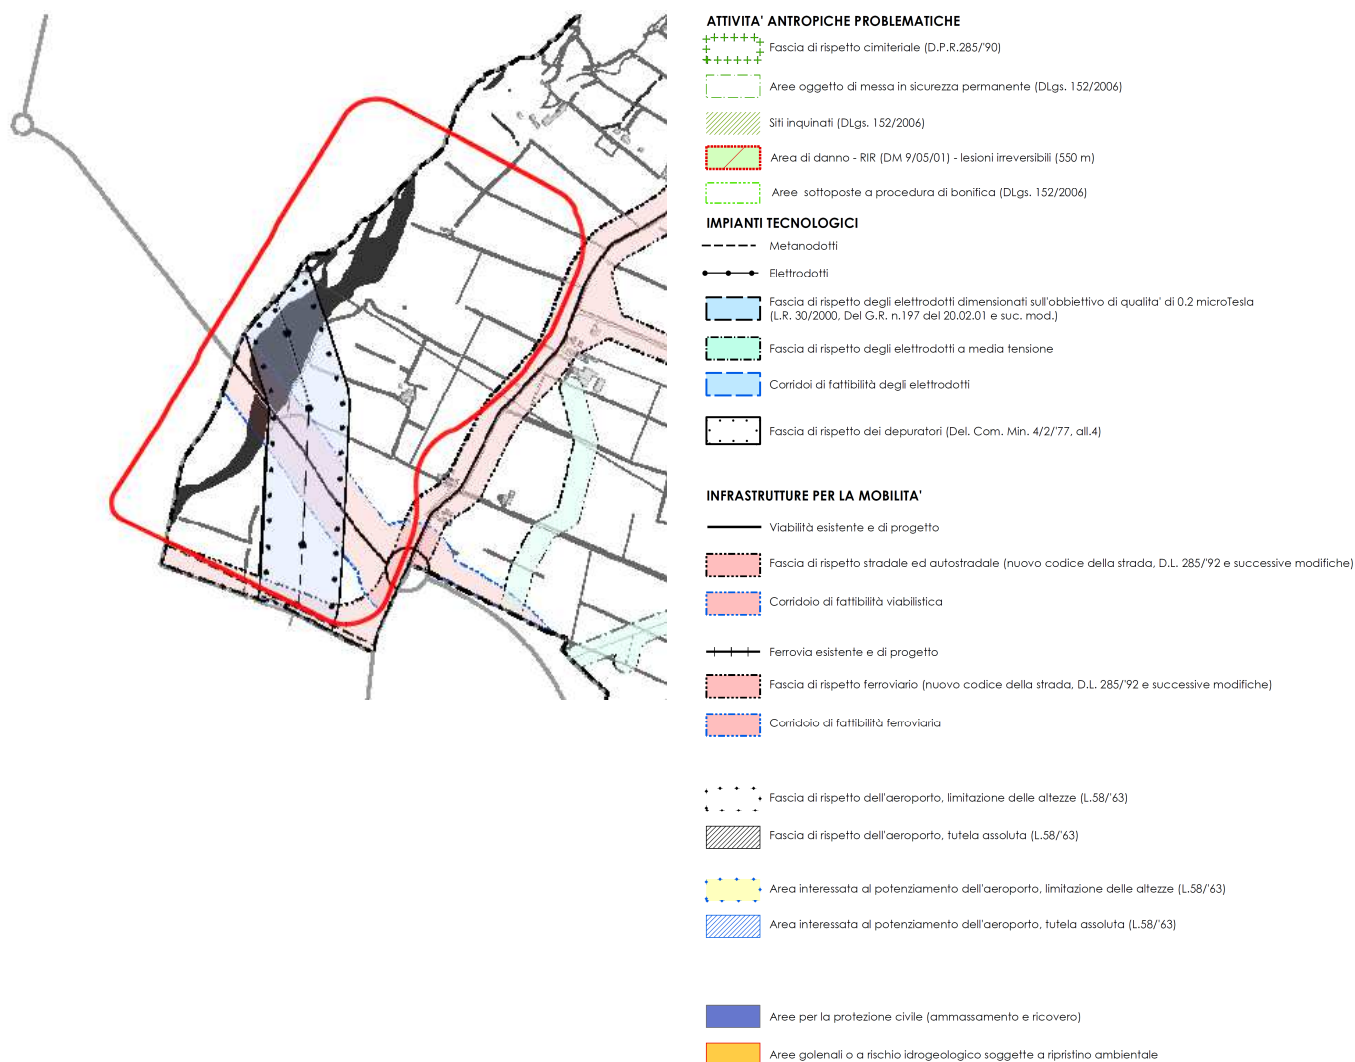 ATTIVITA' ANTROPICHE PROBLEMATICHE
Fascia di rispetto cimiteriale (D.P.R.285/'90)
Aree oggetto di messa in sicurezza permanente (DLgs. 152/2006)
Siti inquinati (DLgs. 152/2006)
Area di danno - RIR (DM 9/05/01) - lesioni irreversibili (550 m)
Aree sottoposte a procedura di bonifica (DLgs. 152/2006)
IMPIANTI TECNOLOGICI
Metanodotti
Elettrodotti
Fascia di rispetto degli elettrodotti dimensionati sull'obbiettivo di qualita' di 0.2 microTesla
(L.R. 30/2000, Del G.R. n.197 del 20.02.01 e suc. mod.)
Fascia di rispetto degli elettrodotti a media tensione
Corridoi di fattibilità degli elettrodotti
Fascia di rispetto dei depuratori (Del. Com. Min. 4/2/'77, all.4)
INFRASTRUTTURE PER LA MOBILITA'
Viabilità esistente e di progetto
Fascia di rispetto stradale ed autostradale (nuovo codice della strada, D.L. 285/'92 e successive modifiche)
Corridoio di fattibilità viabilistica
Ferrovia esistente e di progetto
Fascia di rispetto ferroviario (nuovo codice della strada, D.L. 285/'92 e successive modifiche)
Corridoio di fattibilità ferroviaria
Fascia di rispetto dell'aeroporto, limitazione delle altezze (L.58/'63)
Fascia di rispetto dell'aeroporto, tutela assoluta (L.58/'63)
Area interessata al potenziamento dell'aeroporto, limitazione delle altezze (L.58/'63)
Area interessata al potenziamento dell'aeroporto, tutela assoluta (L.58/'63)
Aree per la protezione civile (ammassamento e ricovero)
Aree golenali o a rischio idrogeologico soggette a ripristino ambientale